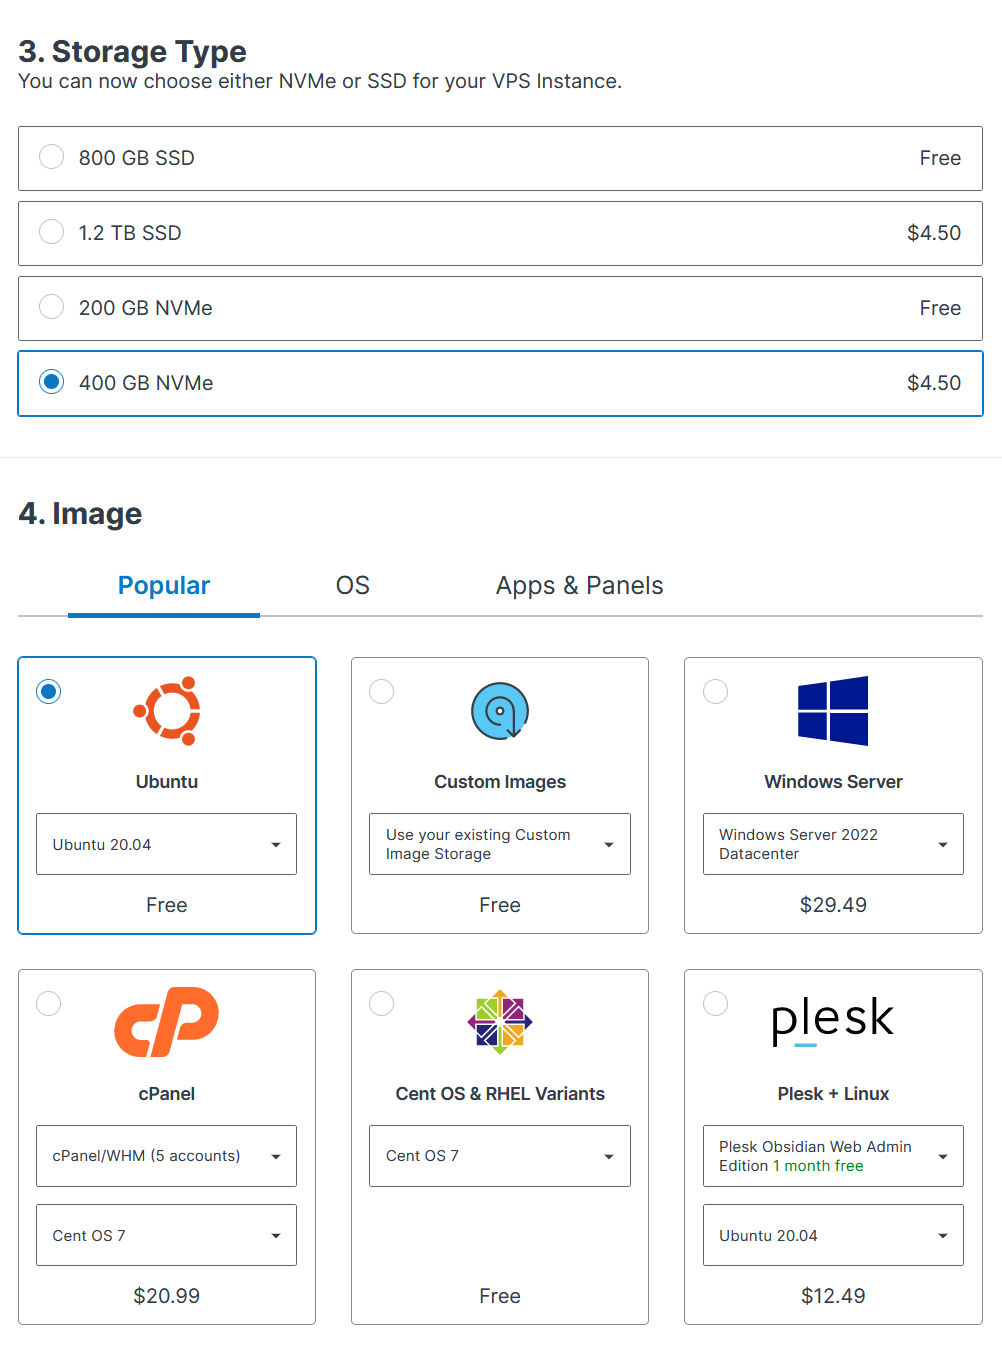 3. Storage Type
You can now choose either NVMe or SSD for your VPS Instance.
800 GB SSD Free
1.2 TB SSD $4.50
200 GB NVMe Free
400 GB NVMe $4.50
4. Image
Popular OS Apps & Panels
Ubuntu
Ubuntu 20.04
Free
Custom Images
Use your existing Custom
Image Storage
Free
Windows Server
Windows Server 2022
Datacenter
$29.49
cP
cPanel
cPanel/WHM (5 accounts)
Cent OS 7
$20.99
Cent OS & RHEL Variants
Cent OS 7
Free
plesk
Plesk + Linux
Plesk Obsidian Web Admin
Edition 1 month free
Ubuntu 20.04
$12.49